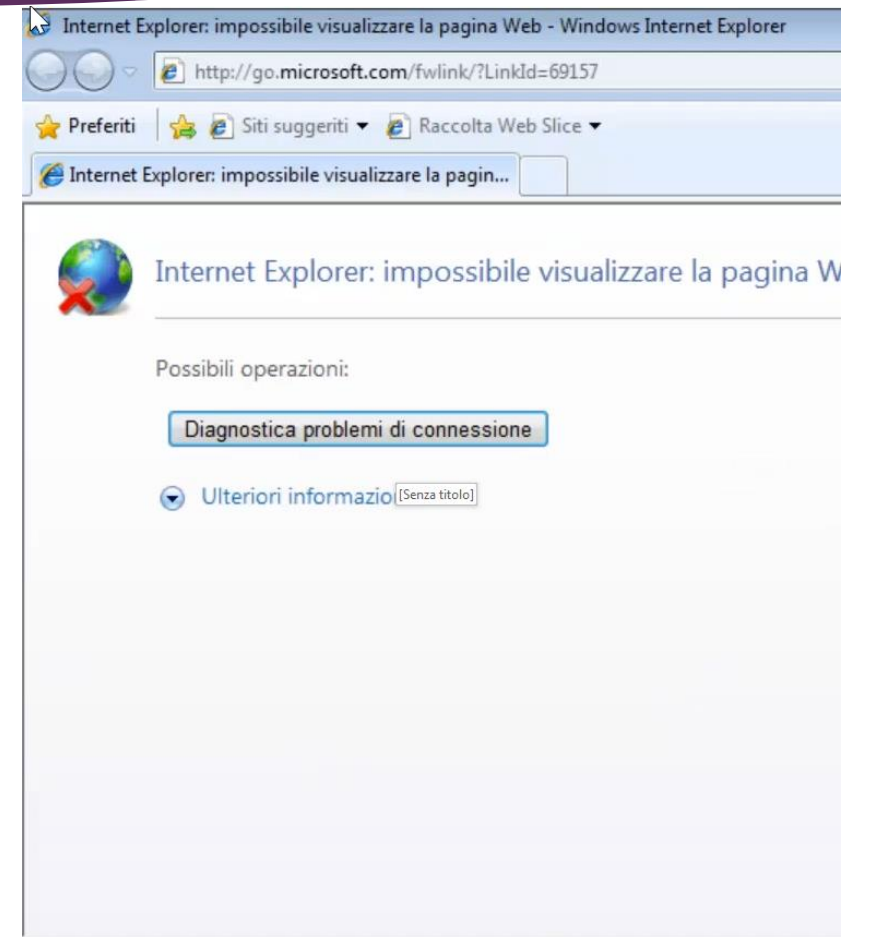 Internet Explorer: impossibile visualizzare la pagina Web - Windows Internet Explorer
http://go.microsoft.com/fwlink/?LinkId=69157
Preferiti Siti suggeriti Raccolta Web Slice
Internet Explorer: impossibile visualizzare la pagin...
Internet Explorer: impossibile visualizzare la pagina W
Possibili operazioni:
Diagnostica problemi di connessione
Ulteriori informazio [Senza titolo]